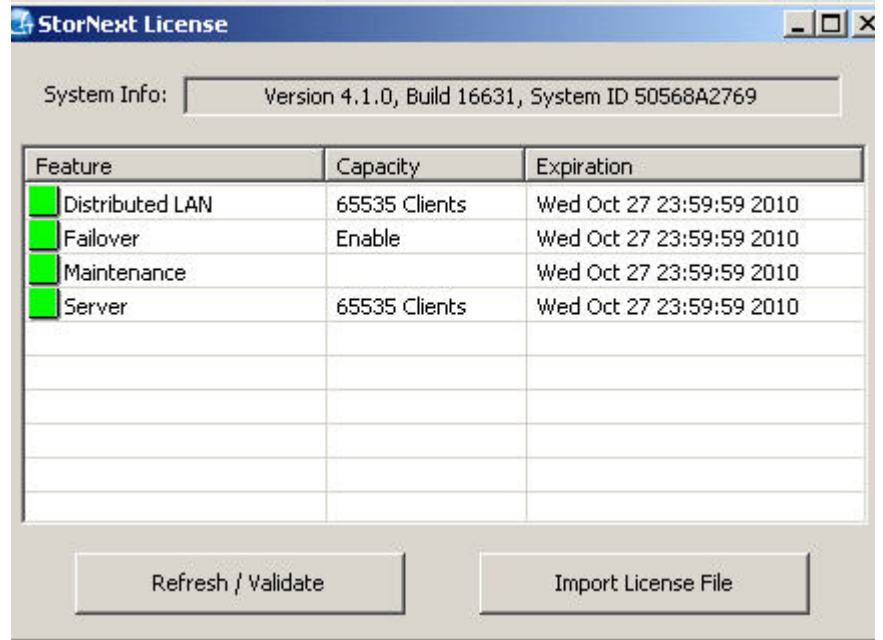 StorNext License
System Info: Version 4.1.0, Build 16631, System ID 50568A2769
Feature Capacity Expiration
Distributed LAN 65535 Clients Wed Oct 27 23:59:59 2010
Failover Enable Wed Oct 27 23:59:59 2010
Maintenance Wed Oct 27 23:59:59 2010
Server 65535 Clients Wed Oct 27 23:59:59 2010
Refresh / Validate Import License File